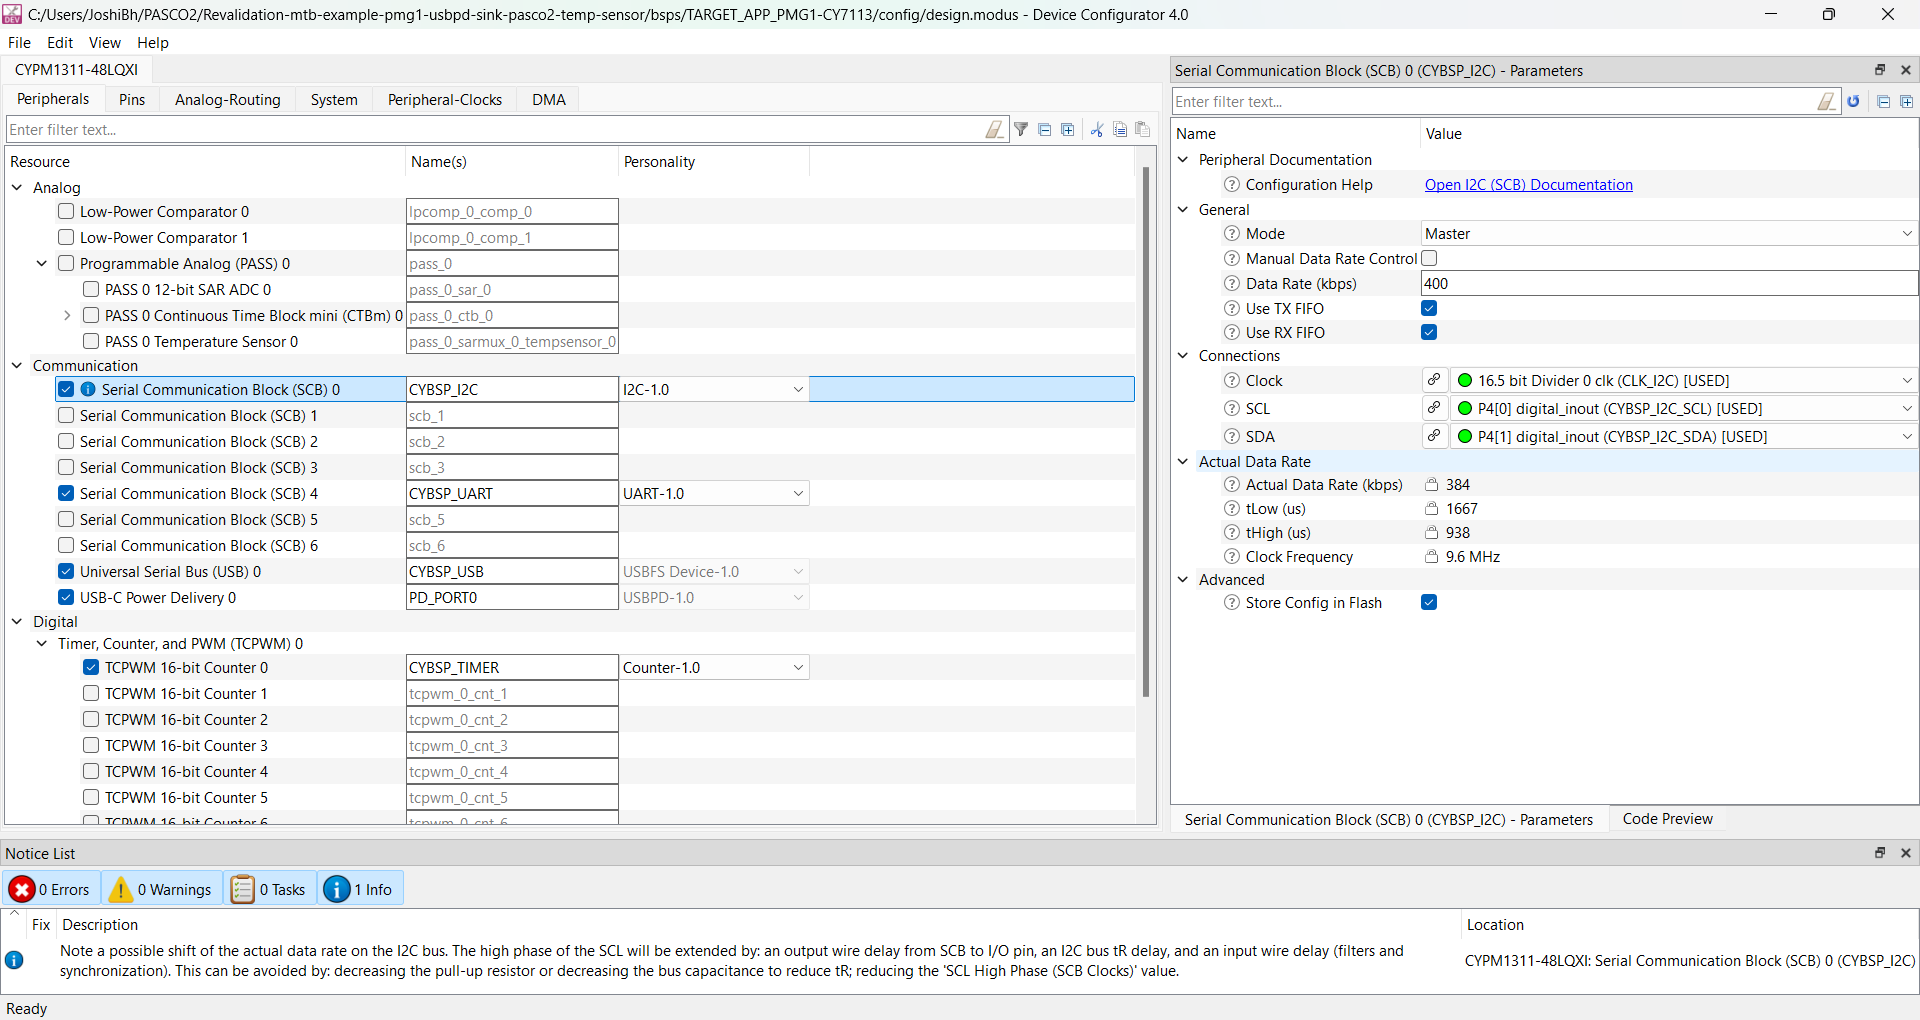 C:/Users/JoshiBh/PASCO2/Revalidation-mtb-example-pmg1-usbpd-sink-pasco2-temp-sensor/bsps/TARGET_APP_PMG1-CY7113/config/design.modus - Device Configurator 4.0
File Edit View Help
CYPM1311-48LQXI
Peripherals Pins Analog-Routing System Peripheral-Clocks DMA
Enter filter text...
Resource Name(s) Personality
Analog
Low-Power Comparator 0 lpcomp_0_comp_0
Low-Power Comparator 1 lpcomp_0_comp_1
Programmable Analog (PASS) 0 pass_0
PASS 0 12-bit SAR ADC 0 pass_0_sar_0
PASS 0 Continuous Time Block mini (CTBm) 0 pass_0_ctb_0
PASS 0 Temperature Sensor 0 pass_0_sarmux_0_tempsensor_0
Communication
Serial Communication Block (SCB) 0 CYBSP_I2C I2C-1.0
Serial Communication Block (SCB) 1 scb_1
Serial Communication Block (SCB) 2 scb_2
Serial Communication Block (SCB) 3 scb_3
Serial Communication Block (SCB) 4 CYBSP_UART UART-1.0
Serial Communication Block (SCB) 5 scb_5
Serial Communication Block (SCB) 6 scb_6
Universal Serial Bus (USB) 0 CYBSP_USB USBFS Device-1.0
USB-C Power Delivery 0 PD_PORT0 USBPD-1.0
Digital
Timer, Counter, and PWM (TCPWM) 0
TCPWM 16-bit Counter 0 CYBSP_TIMER Counter-1.0
TCPWM 16-bit Counter 1 tcpwm_0_cnt_1
TCPWM 16-bit Counter 2 tcpwm_0_cnt_2
TCPWM 16-bit Counter 3 tcpwm_0_cnt_3
TCPWM 16-bit Counter 4 tcpwm_0_cnt_4
TCPWM 16-bit Counter 5 tcpwm_0_cnt_5
TCPWM 16-bit Counter 6 tcpwm_0_cnt_6
Serial Communication Block (SCB) 0 (CYBSP_I2C) - Parameters
Enter filter text...
Name Value
Peripheral Documentation
Configuration Help Open I2C (SCB) Documentation
General
Mode Master
Manual Data Rate Control
Data Rate (kbps) 400
Use TX FIFO
Use RX FIFO
Connections
Clock 16.5 bit Divider 0 clk (CLK_I2C) [USED]
SCL P4[0] digital_inout (CYBSP_I2C_SCL) [USED]
SDA P4[1] digital_inout (CYBSP_I2C_SDA) [USED]
Actual Data Rate
Actual Data Rate (kbps) 384
tLow (us) 1667
tHigh (us) 938
Clock Frequency 9.6 MHz
Advanced
Store Config in Flash
Serial Communication Block (SCB) 0 (CYBSP_I2C) - Parameters Code Preview
Notice List
0 Errors 0 Warnings 0 Tasks 1 Info
Fix Description Location
Note a possible shift of the actual data rate on the I2C bus. The high phase of the SCL will be extended by: an output wire delay from SCB to I/O pin, an I2C bus tR delay, and an input wire delay (filters and
synchronization). This can be avoided by: decreasing the pull-up resistor or decreasing the bus capacitance to reduce tR; reducing the 'SCL High Phase (SCB Clocks)' value.
CYPM1311-48LQXI: Serial Communication Block (SCB) 0 (CYBSP_I2C)
Ready